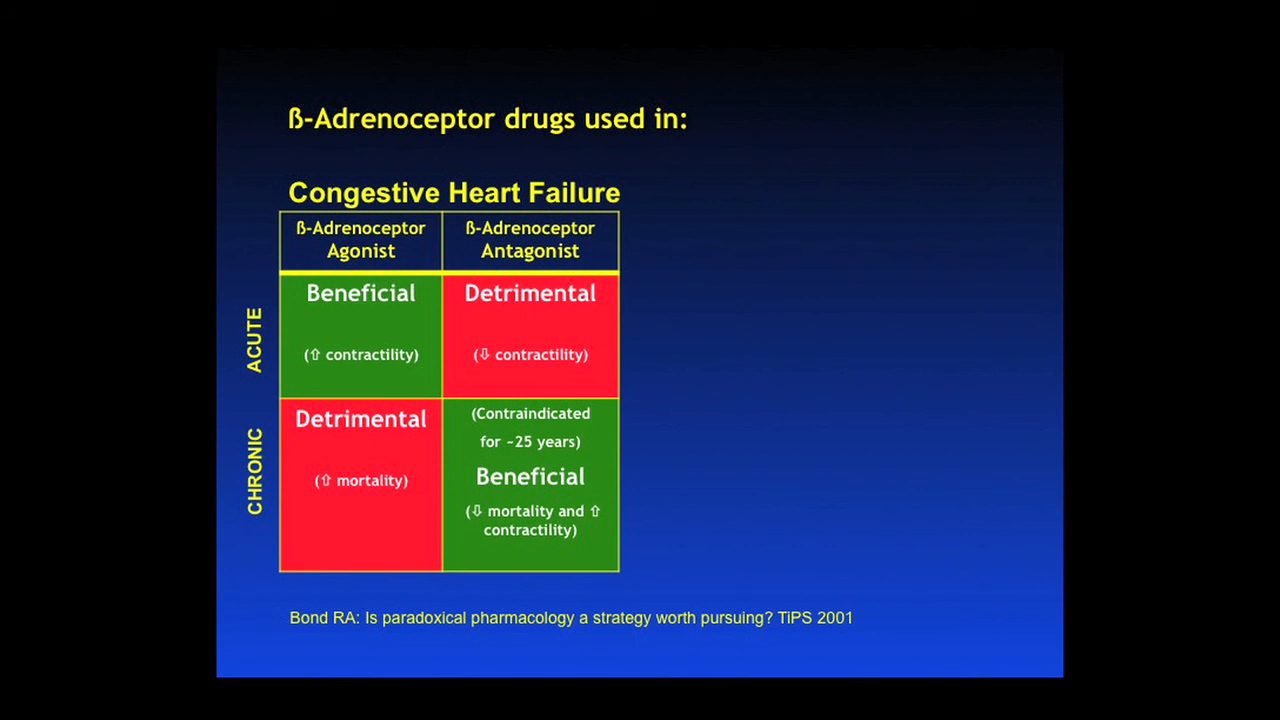 ß-Adrenoceptor drugs used in:
Congestive Heart Failure
ß-Adrenoceptor
Agonist
ß-Adrenoceptor
Antagonist
ACUTE
Beneficial
(⇧ contractility)
Detrimental
(⇩ contractility)
CHRONIC
Detrimental
(⇧ mortality)
(Contraindicated
for ~25 years)
Beneficial
(⇩ mortality and ⇧
contractility)
Bond RA: Is paradoxical pharmacology a strategy worth pursuing? TiPS 2001